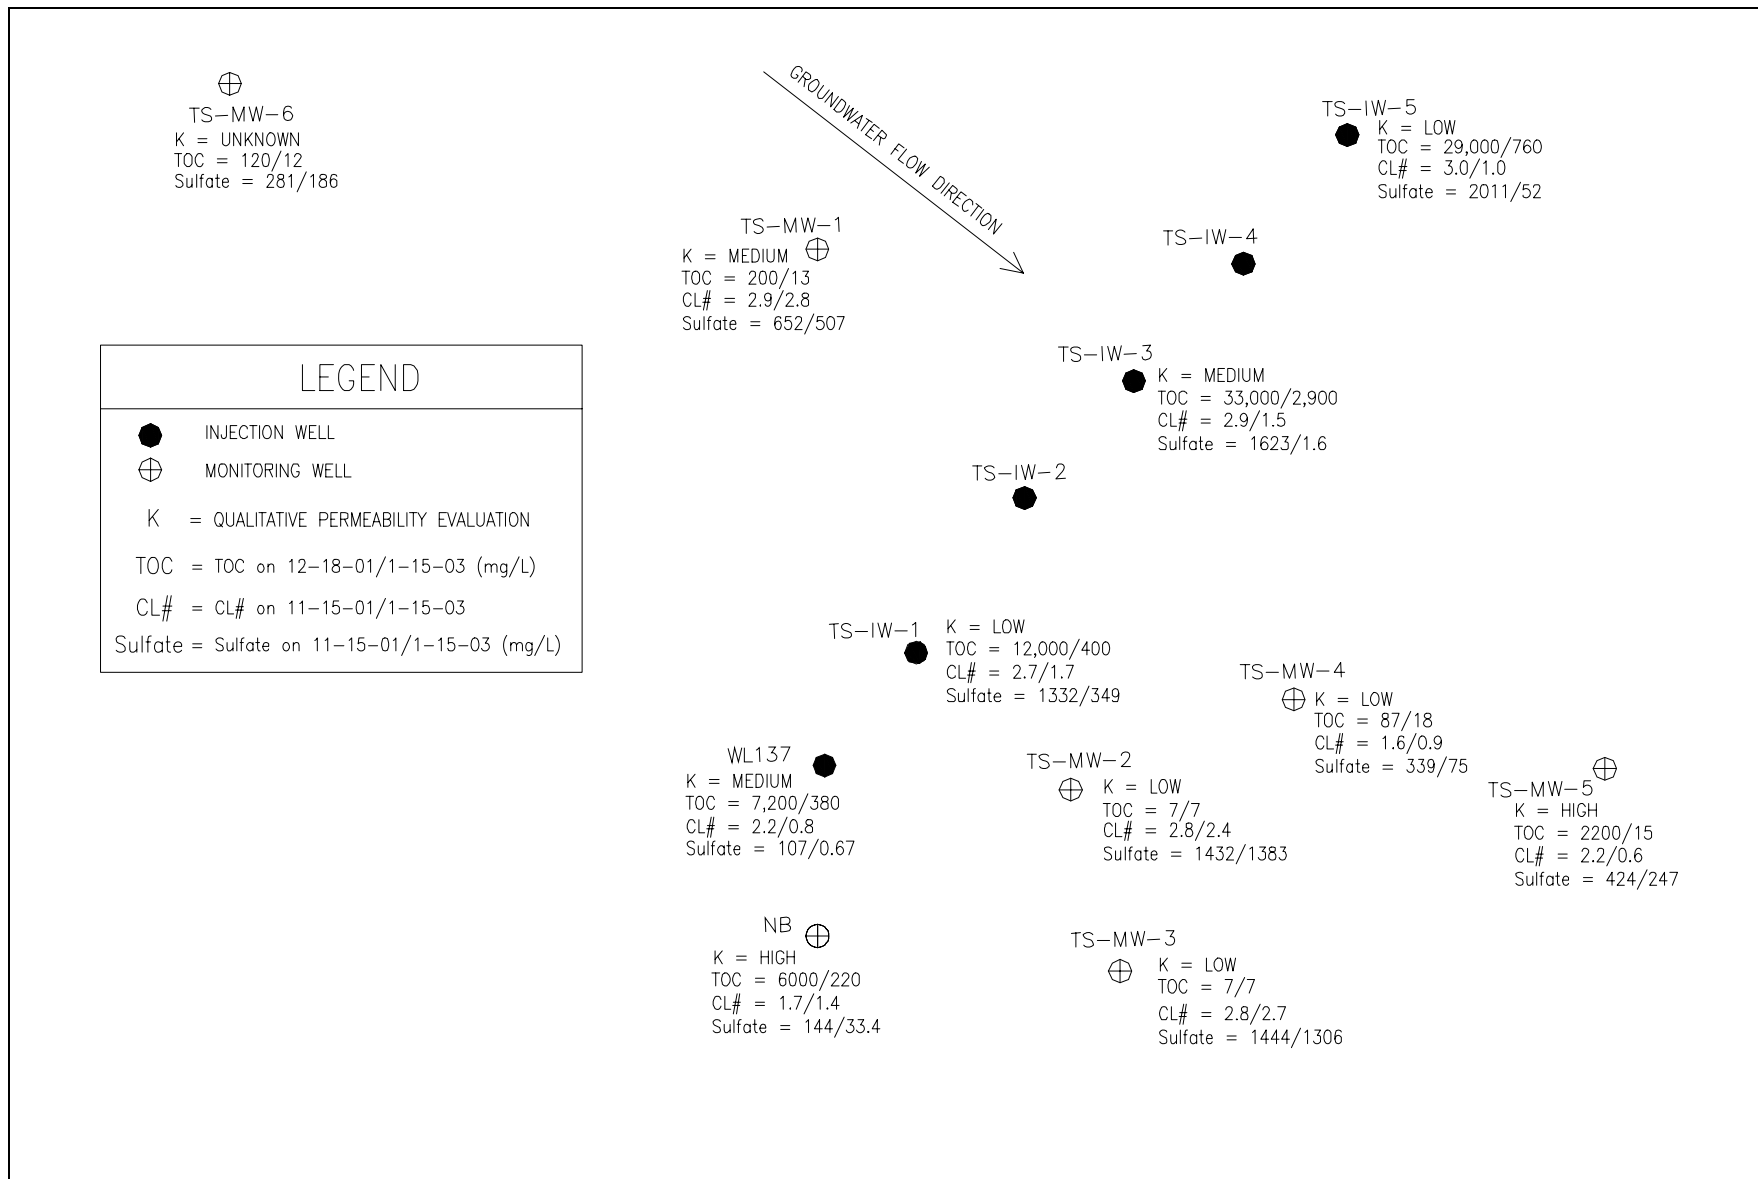 TS-MW-6
K = UNKNOWN
TOC = 120/12
Sulfate = 281/186
GROUNDWATER FLOW DIRECTION
TS-IW-5
K = LOW
TOC = 29,000/760
CL# = 3.0/1.0
Sulfate = 2011/52
TS-MW-1
K = MEDIUM
TOC = 200/13
CL# = 2.9/2.8
Sulfate = 652/507
TS-IW-4
TS-IW-3
K = MEDIUM
TOC = 33,000/2,900
CL# = 2.9/1.5
Sulfate = 1623/1.6
LEGEND
INJECTION WELL
MONITORING WELL
K = QUALITATIVE PERMEABILITY EVALUATION
TOC = TOC on 12-18-01/1-15-03 (mg/L)
CL# = CL# on 11-15-01/1-15-03
Sulfate = Sulfate on 11-15-01/1-15-03 (mg/L)
TS-IW-2
TS-IW-1
K = LOW
TOC = 12,000/400
CL# = 2.7/1.7
Sulfate = 1332/349
TS-MW-4
K = LOW
TOC = 87/18
CL# = 1.6/0.9
Sulfate = 339/75
WL137
K = MEDIUM
TOC = 7,200/380
CL# = 2.2/0.8
Sulfate = 107/0.67
TS-MW-2
K = LOW
TOC = 7/7
CL# = 2.8/2.4
Sulfate = 1432/1383
TS-MW-5
K = HIGH
TOC = 2200/15
CL# = 2.2/0.6
Sulfate = 424/247
NB
K = HIGH
TOC = 6000/220
CL# = 1.7/1.4
Sulfate = 144/33.4
TS-MW-3
K = LOW
TOC = 7/7
CL# = 2.8/2.7
Sulfate = 1444/1306